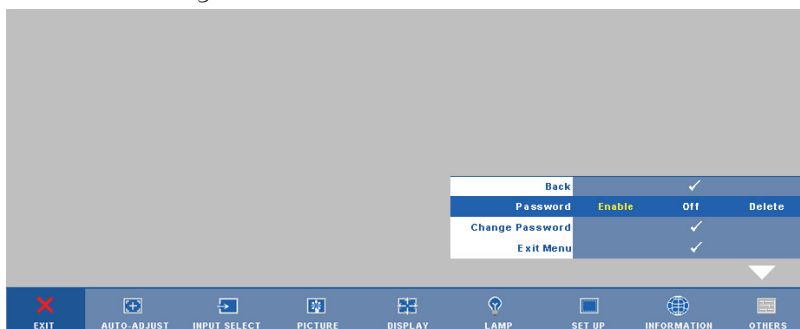 Back
Password Enable Off Delete
Change Password
Exit Menu
EXIT AUTO-ADJUST INPUT SELECT PICTURE DISPLAY LAMP SET UP INFORMATION OTHERS